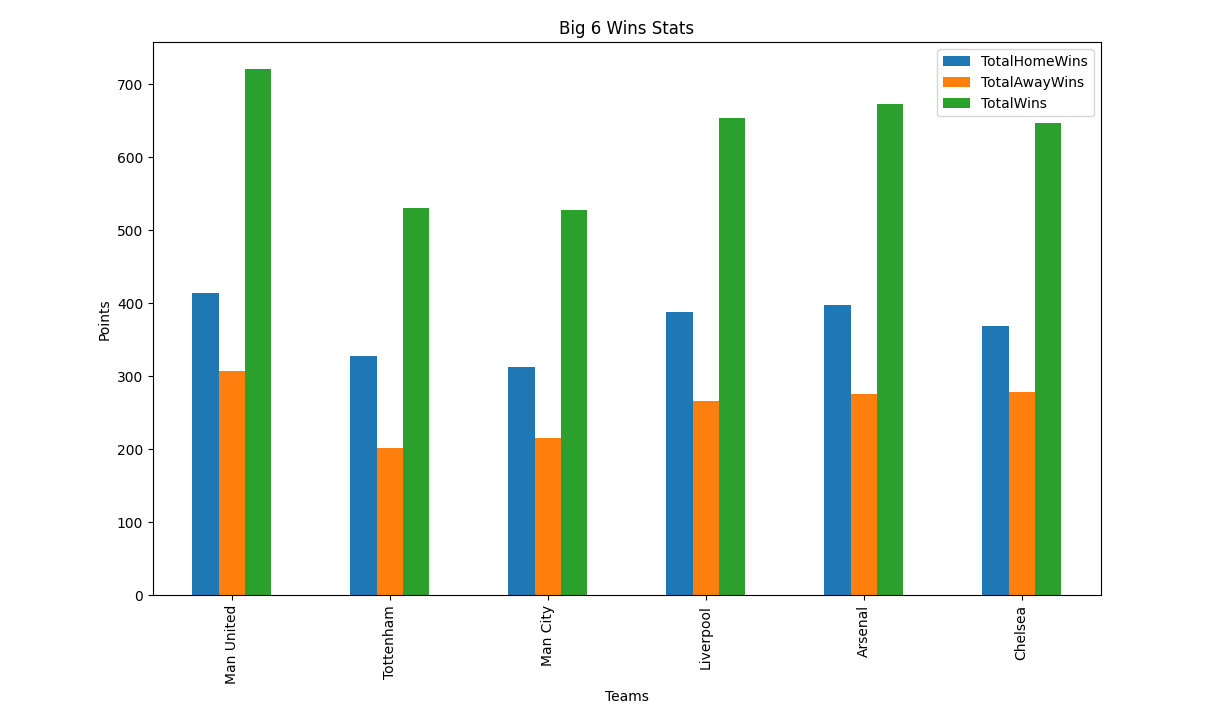 Big 6 Wins Stats
TotalHomeWins
TotalAwayWins
TotalWins
Points
700
600
500
400
300
200
100
0
Man United
Tottenham
Man City
Liverpool
Arsenal
Chelsea
Teams